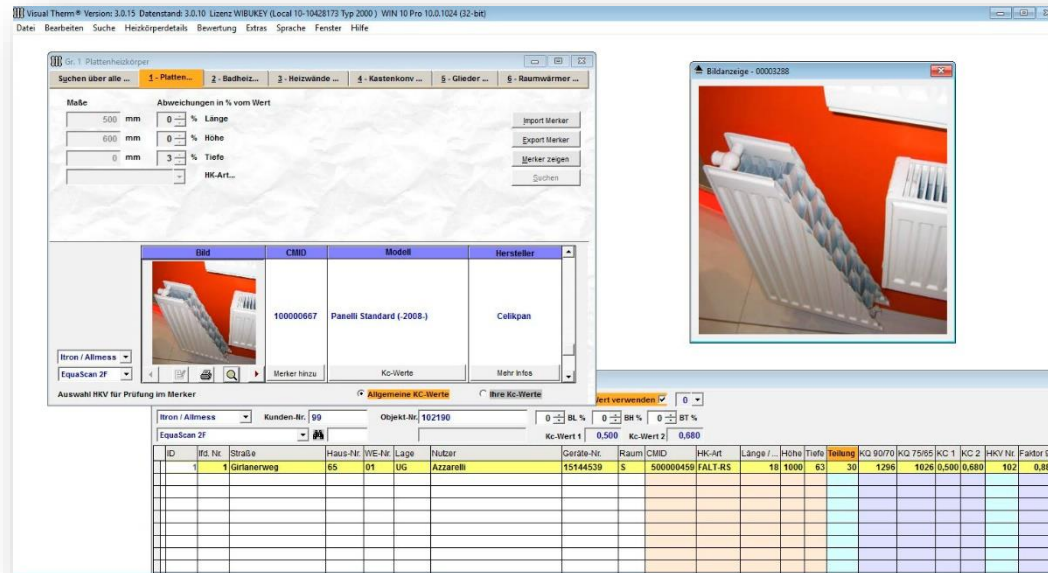 Visual Therm® Version: 3.0.15 Datenstand: 3.0.10 Lizenz WIBUKEY (Local 10-10428173 Typ 2000 ) WIN 10 Pro 10.0.1024 (32-bit)
Datei Bearbeiten Suche Heizkörperdetails Bewertung Extras Sprache Fenster Hilfe
Gr. 1 Plattenheizkörper
Suchen über alle ... 1 - Platten... 2 - Badheiz... 3 - Heizwände ... 4 - Kastenkonv ... 5 - Glieder ... 6 - Raumwärmer ...
Maße Abweichungen in % vom Wert
500 mm 0 % Länge Import Merker
600 mm 0 % Höhe Export Merker
0 mm 3 % Tiefe Merker zeigen
HK-Art... Suchen
Bildanzeige - 00003288
Bild CMID Modell Hersteller
100000667 Panelli Standard (-2008-) Celikpan
Itron / Allmess
EquaScan 2F Merker hinzu Kc-Werte Mehr Infos
Auswahl HKV für Prüfung im Merker Allgemeine KC-Werte Ihre Kc-Werte
ert verwenden 0
Itron / Allmess Kunden-Nr. 99 Objekt-Nr. 102190 0 BL % 0 BH % 0 BT %
EquaScan 2F Kc-Wert 1 0,500 Kc-Wert 2 0,680
ID lfd. Nr. Straße Haus-Nr. WE-Nr. Lage Nutzer Geräte-Nr. Raum CMID HK-Art Länge / ... Höhe Tiefe Teilung KQ 90/70 KQ 75/65 KC 1 KC 2 HKV Nr. Faktor 9
1 1 Girlanerweg 65 01 UG Azzarelli 15144539 S 500000459 FALT-RS 18 1000 63 30 1296 1026 0,500 0,680 102 0,88